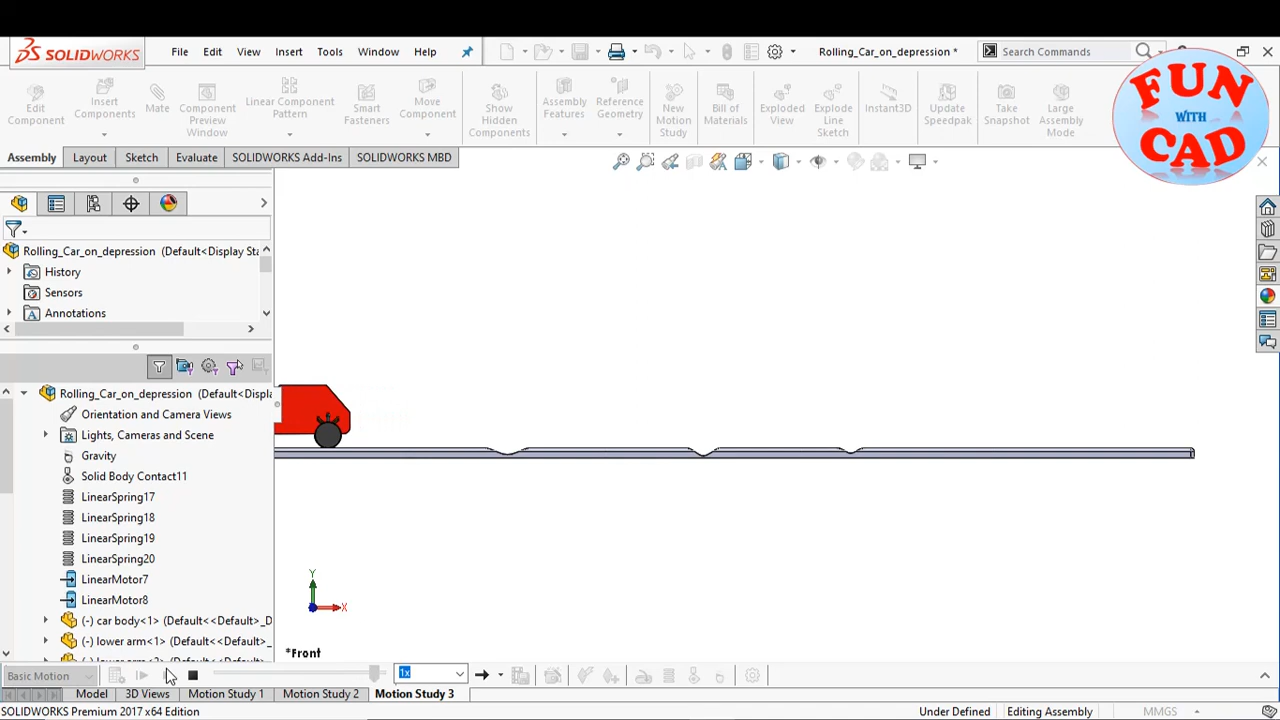 DS SOLIDWORKS File Edit View Insert Tools Window Help Rolling_Car_on_depression * Search Commands
Edit Component
Insert Components
Mate
Component Preview Window
Linear Component Pattern
Smart Fasteners
Move Component
Show Hidden Components
Assembly Features
Reference Geometry
New Motion Study
Bill of Materials
Exploded View
Explode Line Sketch
Instant3D
Update Speedpak
Take Snapshot
Large Assembly Mode
FUN
WITH
CAD
Assembly Layout Sketch Evaluate SOLIDWORKS Add-Ins SOLIDWORKS MBD
Rolling_Car_on_depression (Default<Display Sta
History
Sensors
Annotations
Rolling_Car_on_depression (Default<Displa
Orientation and Camera Views
Lights, Cameras and Scene
Gravity
Solid Body Contact11
LinearSpring17
LinearSpring18
LinearSpring19
LinearSpring20
LinearMotor7
LinearMotor8
(-) car body<1> (Default<<Default>_D
(-) lower arm<1> (Default<<Default>_
Y
X
*Front
Basic Motion 1x
Model 3D Views Motion Study 1 Motion Study 2 Motion Study 3
SOLIDWORKS Premium 2017 x64 Edition Under Defined Editing Assembly MMGS